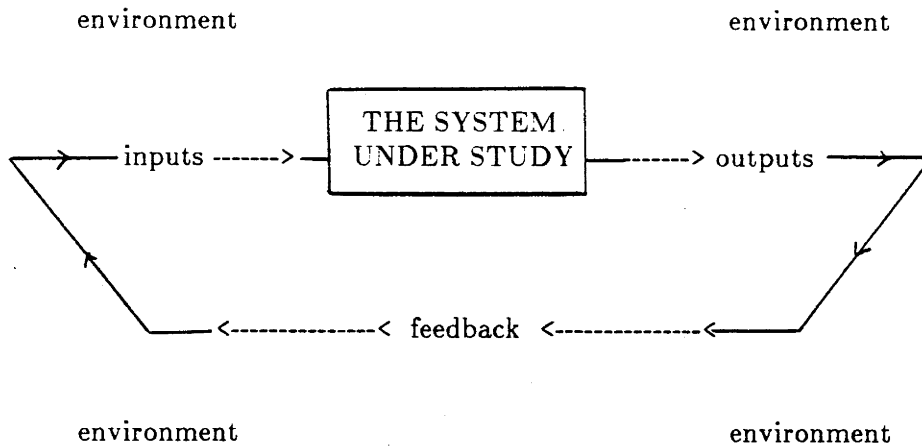 environment environment
THE SYSTEM
UNDER STUDY
inputs outputs
feedback
environment environment